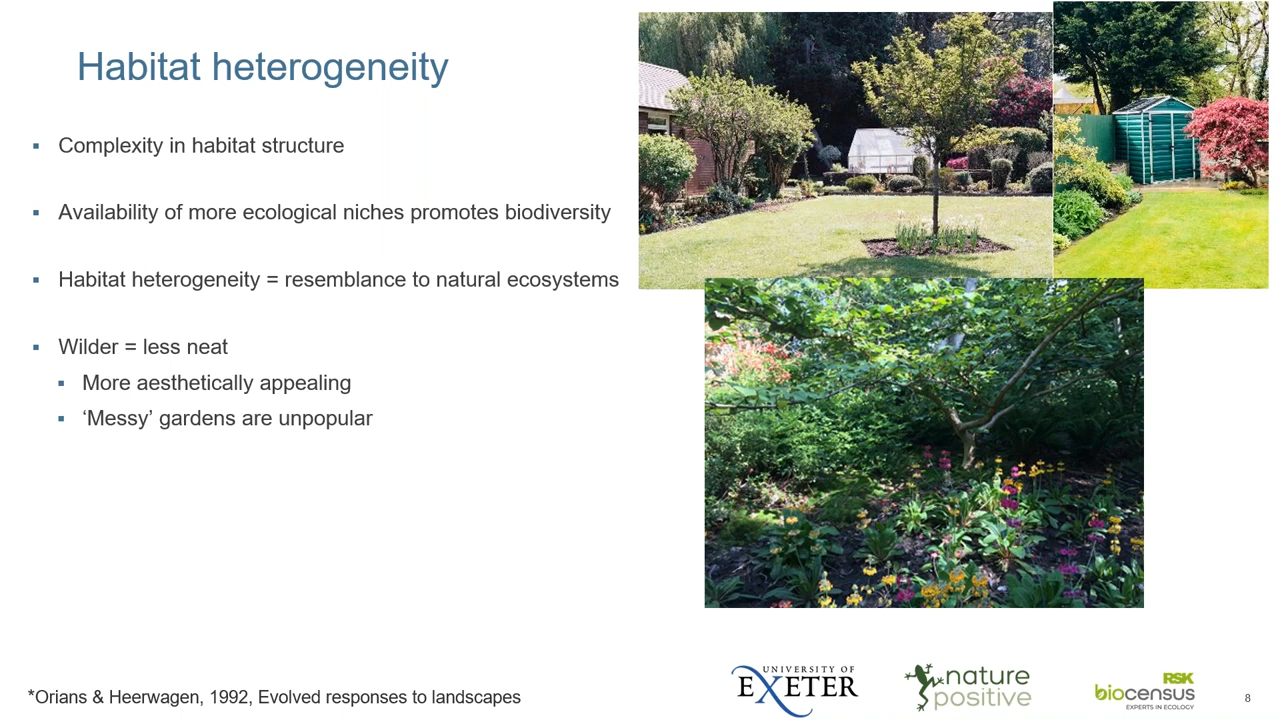 Habitat heterogeneity
▪ Complexity in habitat structure
▪ Availability of more ecological niches promotes biodiversity
▪ Habitat heterogeneity = resemblance to natural ecosystems
▪ Wilder = less neat
▪ More aesthetically appealing
▪ ‘Messy’ gardens are unpopular
*Orians & Heerwagen, 1992, Evolved responses to landscapes
UNIVERSITY OF
EXETER
nature
positive
RSK
biocensus
EXPERTS IN ECOLOGY
8